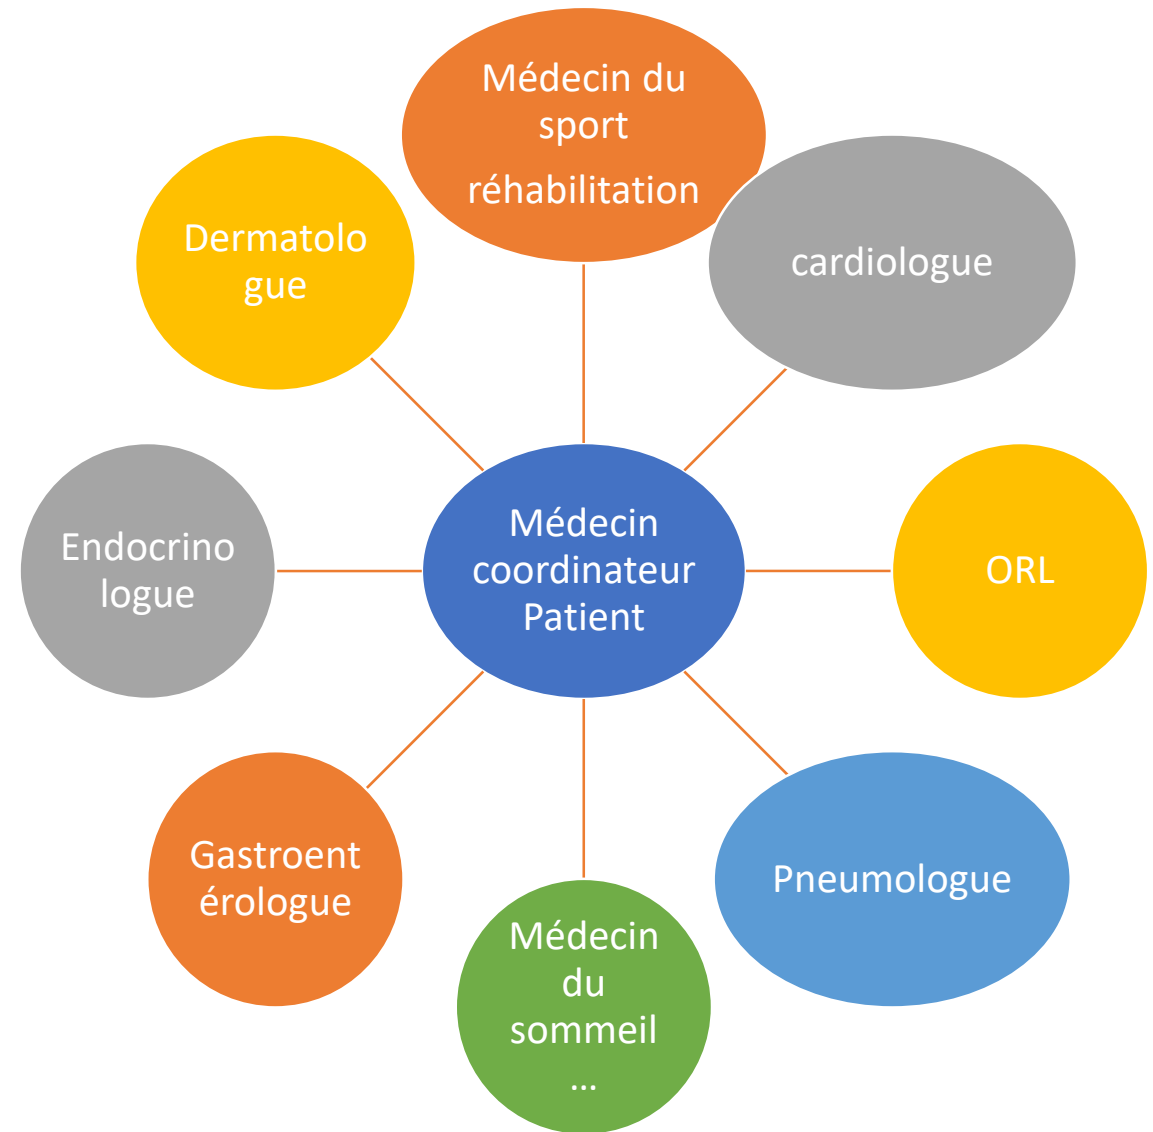 Médecin du
sport
réhabilitation
cardiologue
Dermatolo
gue
Endocrino
logue
Médecin
coordinateur
Patient
ORL
Gastroent
érologue
Pneumologue
Médecin
du
sommeil
...